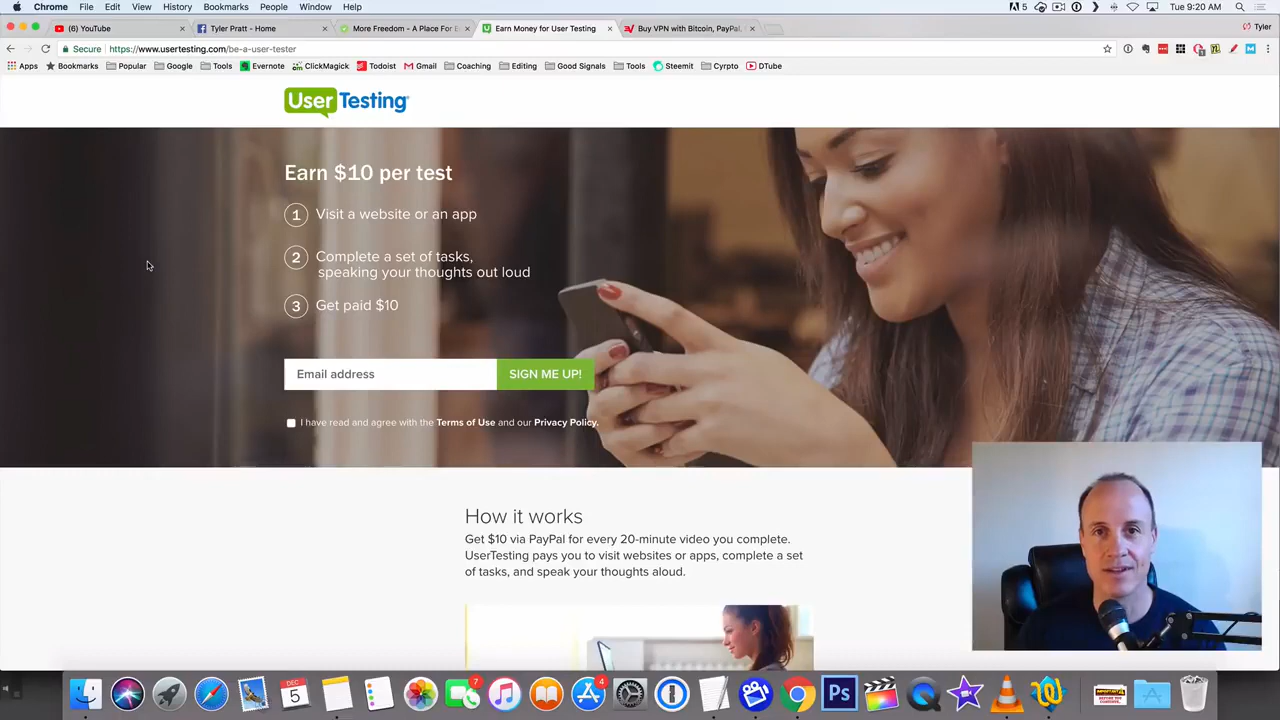 Chrome File Edit View History Bookmarks People Window Help
5
Tue 9:20 AM
(6) YouTube
Tyler Pratt - Home
More Freedom - A Place For E
Earn Money for User Testing
Buy VPN with Bitcoin, PayPal,
Tyler
Secure https://www.usertesting.com/be-a-user-tester
Apps Bookmarks Popular Google Tools Evernote ClickMagick Todoist Gmail Coaching Editing Good Signals Tools Steemit Cyrpto DTube
UserTesting
Earn $10 per test
1 Visit a website or an app
2 Complete a set of tasks,
speaking your thoughts out loud
3 Get paid $10
Email address
SIGN ME UP!
I have read and agree with the Terms of Use and our Privacy Policy.
How it works
Get $10 via PayPal for every 20-minute video you complete.
UserTesting pays you to visit websites or apps, complete a set
of tasks, and speak your thoughts aloud.
DEC
5
7
4
Ps